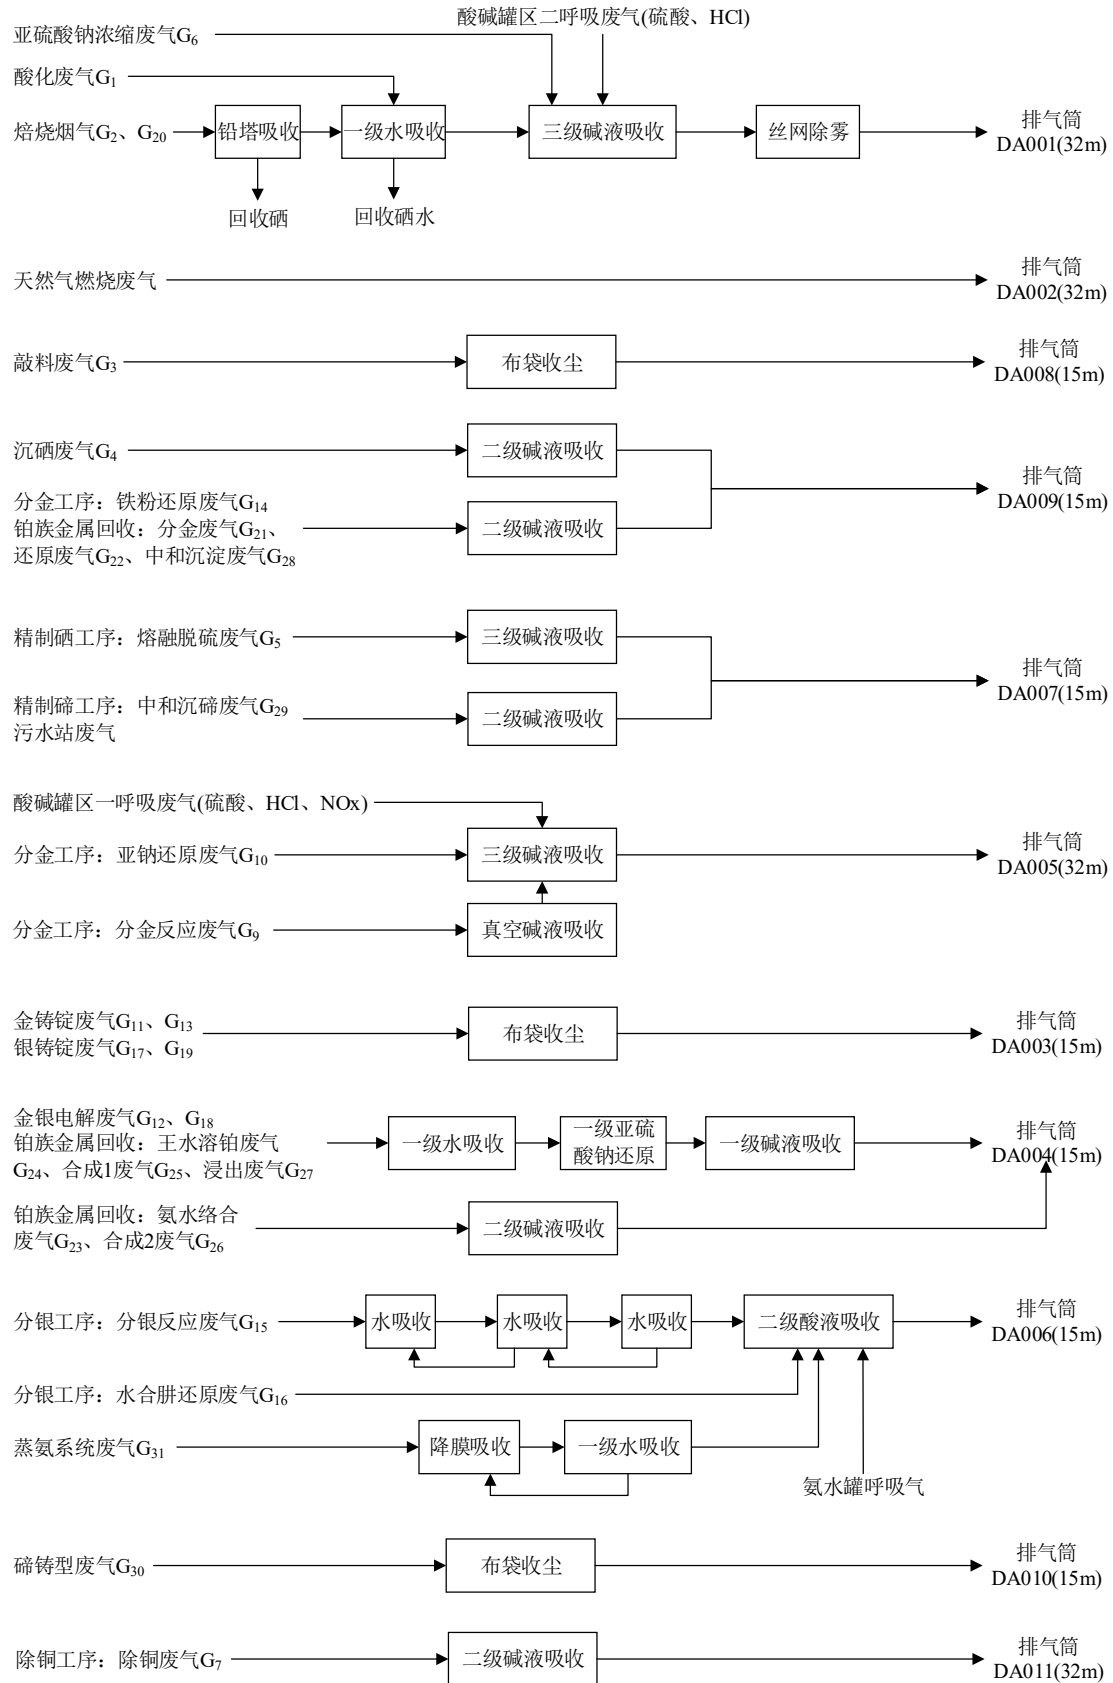 酸碱罐区二呼吸废气(硫酸、HCl)
亚硫酸钠浓缩废气G6
酸化废气G1
焙烧烟气G2、G20
铅塔吸收
一级水吸收
三级碱液吸收
丝网除雾
排气筒
DA001(32m)
回收硒
回收硒水
天然气燃烧废气
排气筒
DA002(32m)
敲料废气G3
布袋收尘
排气筒
DA008(15m)
沉硒废气G4
二级碱液吸收
分金工序：铁粉还原废气G14
铂族金属回收：分金废气G21、
还原废气G22、中和沉淀废气G28
二级碱液吸收
排气筒
DA009(15m)
精制硒工序：熔融脱硫废气G5
三级碱液吸收
精制碲工序：中和沉碲废气G29
污水站废气
二级碱液吸收
排气筒
DA007(15m)
酸碱罐区一呼吸废气(硫酸、HCl、NOx)
分金工序：亚钠还原废气G10
三级碱液吸收
排气筒
DA005(32m)
分金工序：分金反应废气G9
真空碱液吸收
金铸锭废气G11、G13
银铸锭废气G17、G19
布袋收尘
排气筒
DA003(15m)
金银电解废气G12、G18
铂族金属回收：王水溶铂废气
G24、合成1废气G25、浸出废气G27
一级水吸收
一级亚硫
酸钠还原
一级碱液吸收
排气筒
DA004(15m)
铂族金属回收：氨水络合
废气G23、合成2废气G26
二级碱液吸收
分银工序：分银反应废气G15
水吸收
水吸收
水吸收
二级酸液吸收
排气筒
DA006(15m)
分银工序：水合肼还原废气G16
蒸氨系统废气G31
降膜吸收
一级水吸收
氨水罐呼吸气
碲铸型废气G30
布袋收尘
排气筒
DA010(15m)
除铜工序：除铜废气G7
二级碱液吸收
排气筒
DA011(32m)